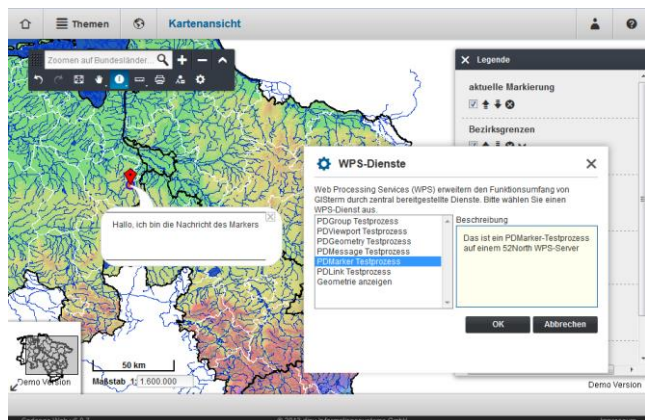 Themen
Kartenansicht
Zoomen auf Bundesländer...
Legende
aktuelle Markierung
Bezirksgrenzen
WPS-Dienste
Web Processing Services (WPS) erweitern den Funktionsumfang von
GISterm durch zentral bereitgestellte Dienste. Bitte wählen Sie einen
WPS-Dienst aus.
Beschreibung
PDGroup Testprozess
PDViewport Testprozess
PDGeometry Testprozess
PDMessage Testprozess
PDMarker Testprozess
PDLink Testprozess
Geometrie anzeigen
Das ist ein PDMarker-Testprozess
auf einem 52North WPS-Server
OK
Abbrechen
Hallo, ich bin die Nachricht des Markers
50 km
Maßstab 1: 1.600.000
Demo Version
Demo Version